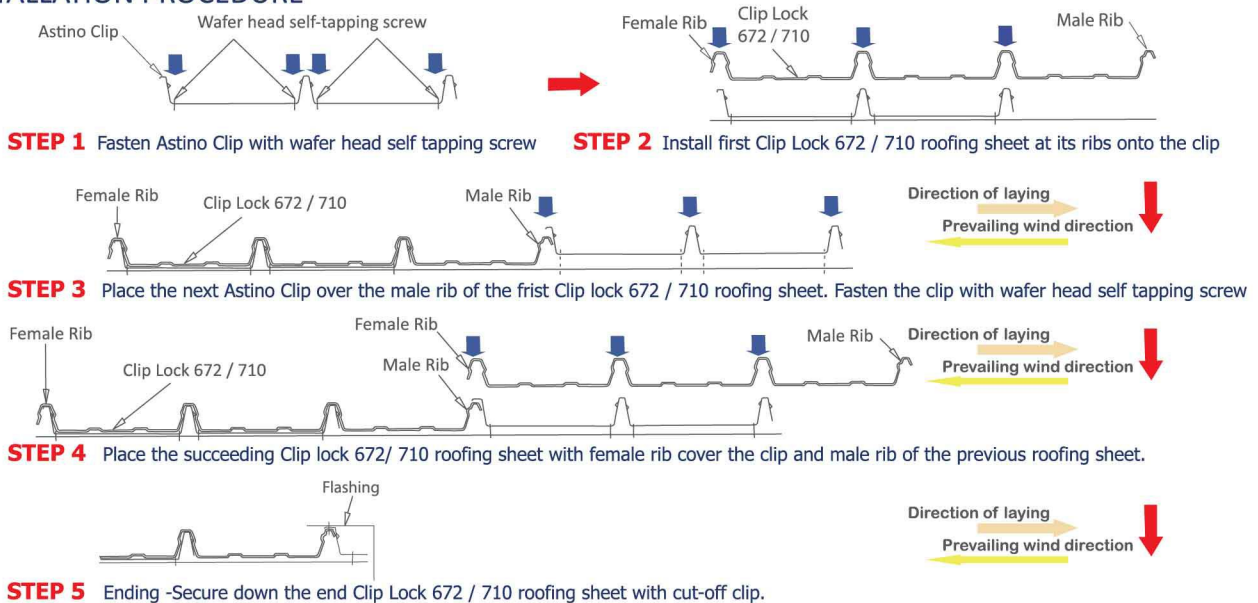 TALLATION PROCEDURE
Astino Clip
Wafer head self-tapping screw
Female Rib
Clip Lock
672 / 710
Male Rib
STEP 1 Fasten Astino Clip with wafer head self tapping screw
STEP 2 Install first Clip Lock 672 / 710 roofing sheet at its ribs onto the clip
Female Rib
Clip Lock 672 / 710
Male Rib
Direction of laying
Prevailing wind direction
STEP 3 Place the next Astino Clip over the male rib of the frist Clip lock 672 / 710 roofing sheet. Fasten the clip with wafer head self tapping screw
Female Rib
Clip Lock 672 / 710
Female Rib
Male Rib
Male Rib
Direction of laying
Prevailing wind direction
STEP 4 Place the succeeding Clip lock 672/ 710 roofing sheet with female rib cover the clip and male rib of the previous roofing sheet.
Flashing
Direction of laying
Prevailing wind direction
STEP 5 Ending -Secure down the end Clip Lock 672 / 710 roofing sheet with cut-off clip.